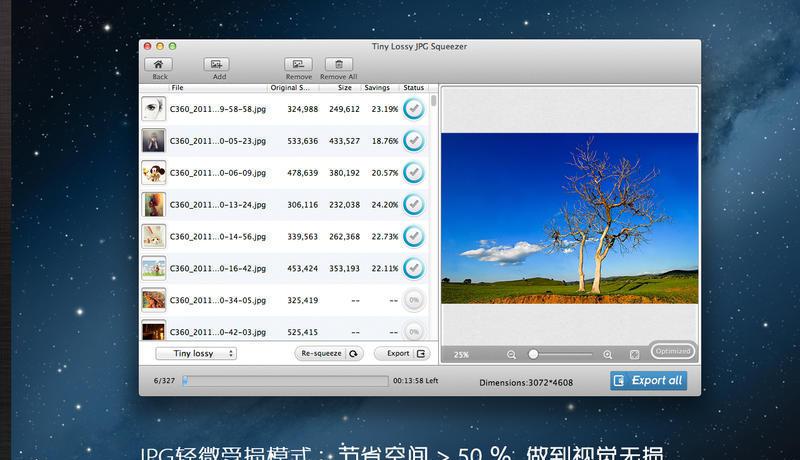 Tiny Lossy JPG Squeezer
Back Add Remove Remove All
File Original S... Size Savings Status
C360_2011...9-58-58.jpg 324,988 249,612 23.19%
C360_2011...0-05-23.jpg 533,636 433,527 18.76%
C360_2011...0-06-09.jpg 478,639 380,192 20.57%
C360_2011...0-13-24.jpg 306,116 232,038 24.20%
C360_2011...0-14-56.jpg 339,563 262,368 22.73%
C360_2011...0-16-42.jpg 453,424 353,193 22.11%
C360_2011...0-34-05.jpg 325,419 -- -- 0%
C360_2011...0-42-03.jpg 525,415 -- -- 0%
Tiny lossy Re-squeeze Export 25% Optimized
6/327 00:13:58 Left Dimensions:3072*4608 Export all
JPG轻微受损模式：节省空间 > 50 %, 做到视觉无损